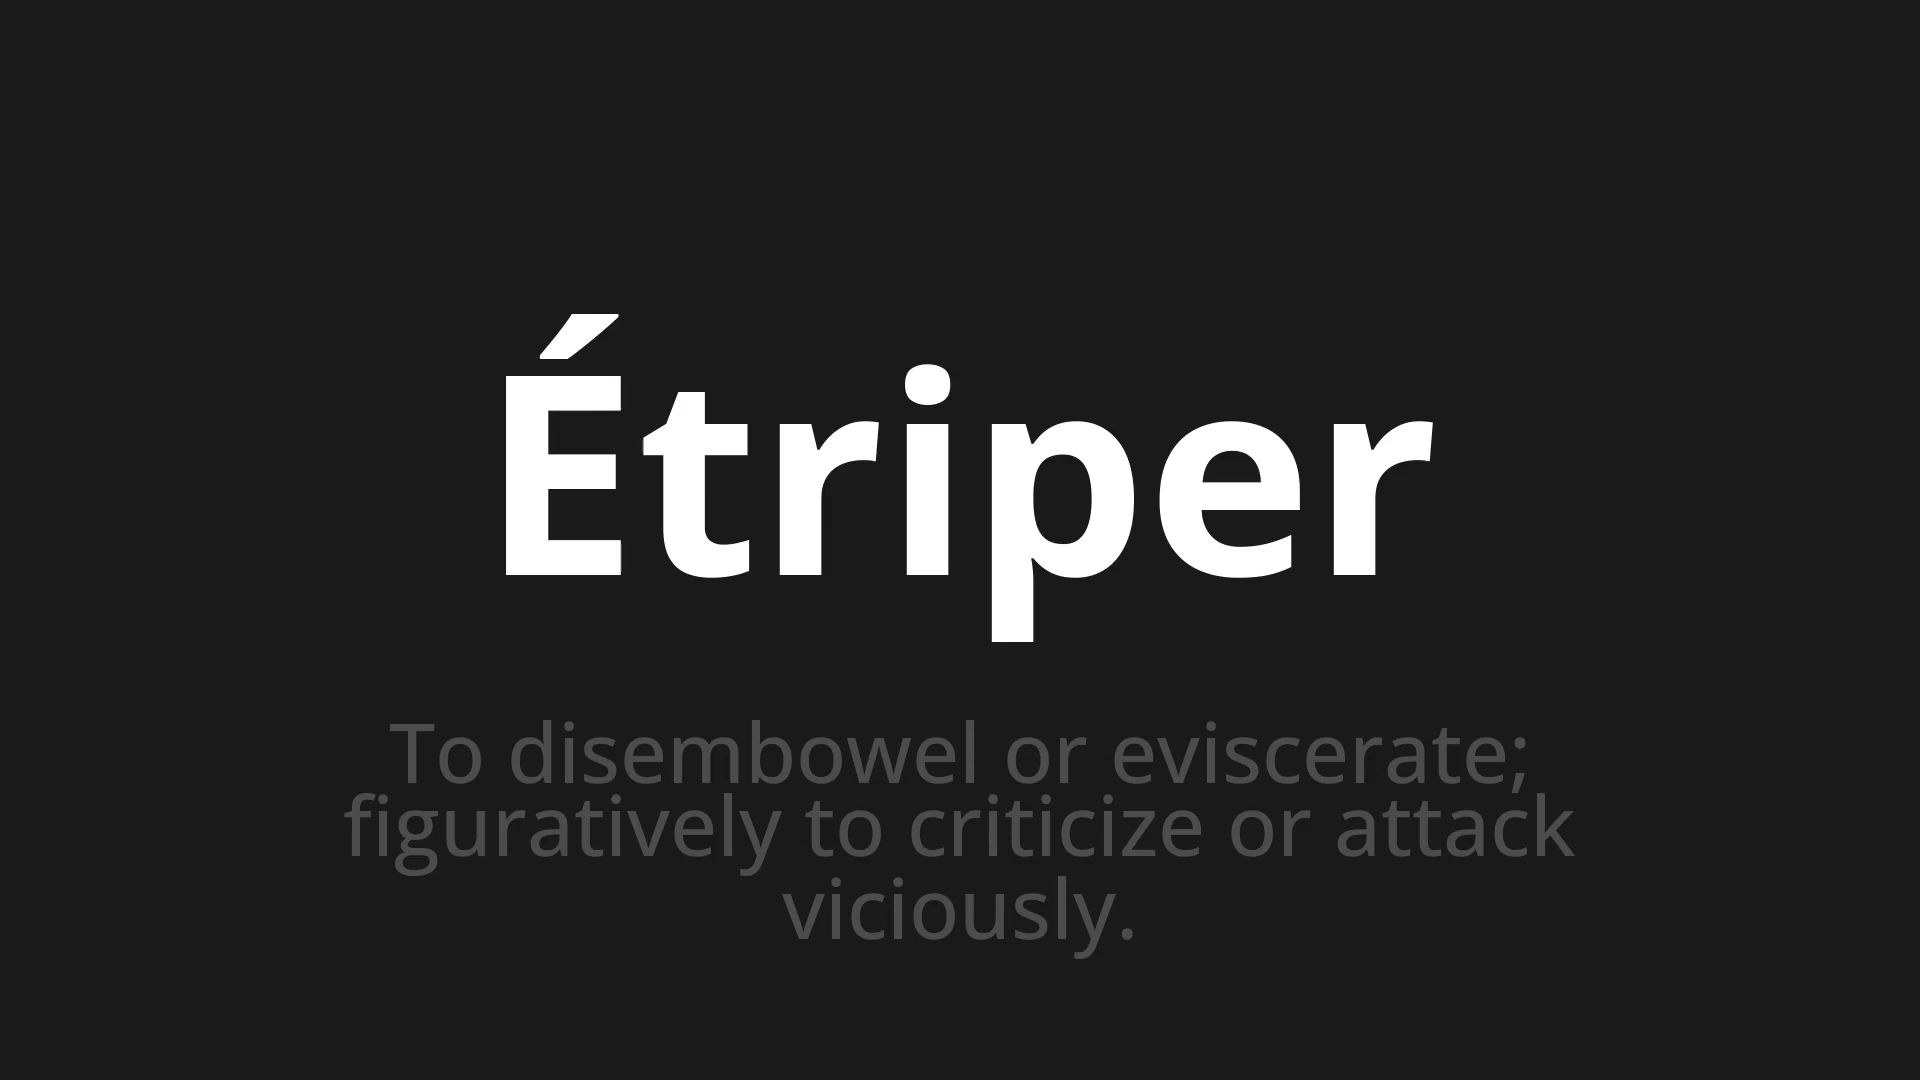 Étriper
To disembowel or eviscerate;
figuratively to criticize or attack
viciously.